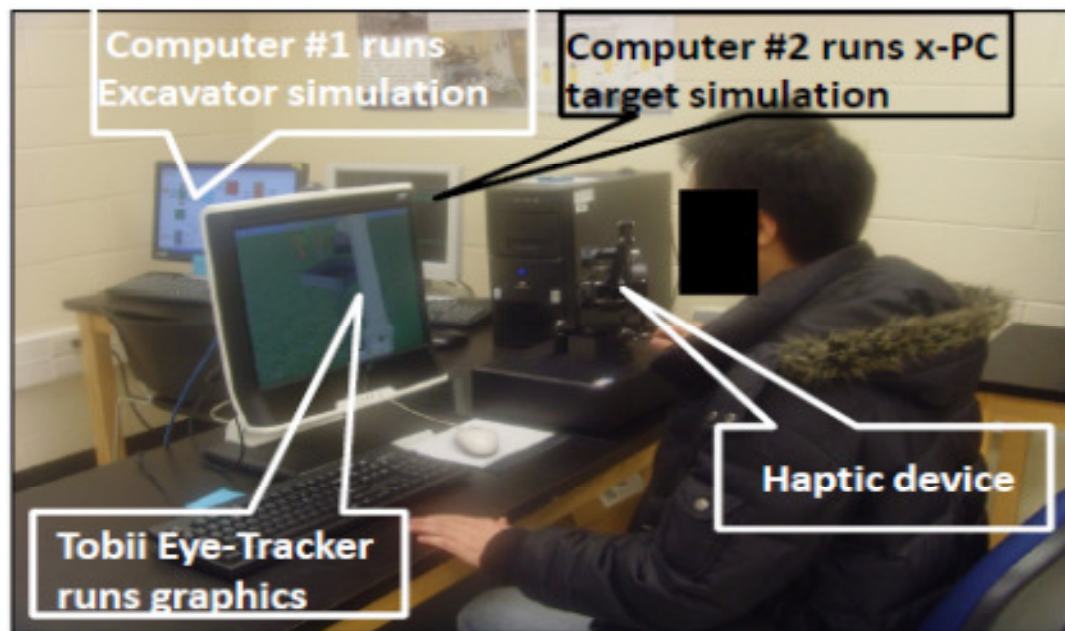 Computer #1 runs
Excavator simulation
Computer #2 runs x-PC
target simulation
Haptic device
Tobii Eye-Tracker
runs graphics